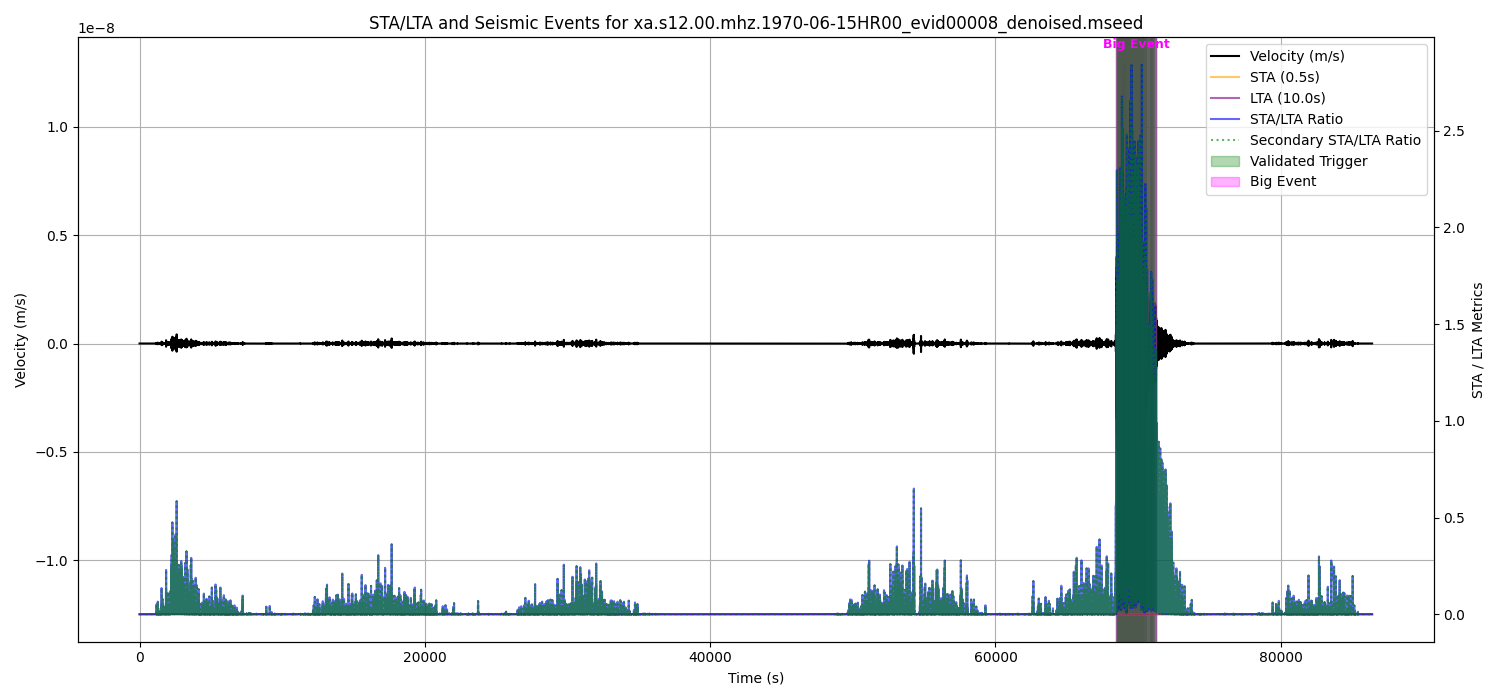 STA/LTA and Seismic Events for xa.s12.00.mhz.1970-06-15HR00_evid00008_denoised.mseed
1e−8
Big Event
Velocity (m/s)
STA (0.5s)
LTA (10.0s)
STA/LTA Ratio
Secondary STA/LTA Ratio
Validated Trigger
Big Event
1.0
0.5
0.0
−0.5
−1.0
Velocity (m/s)
2.5
2.0
1.5
1.0
0.5
0.0
STA / LTA Metrics
0
20000
40000
60000
80000
Time (s)